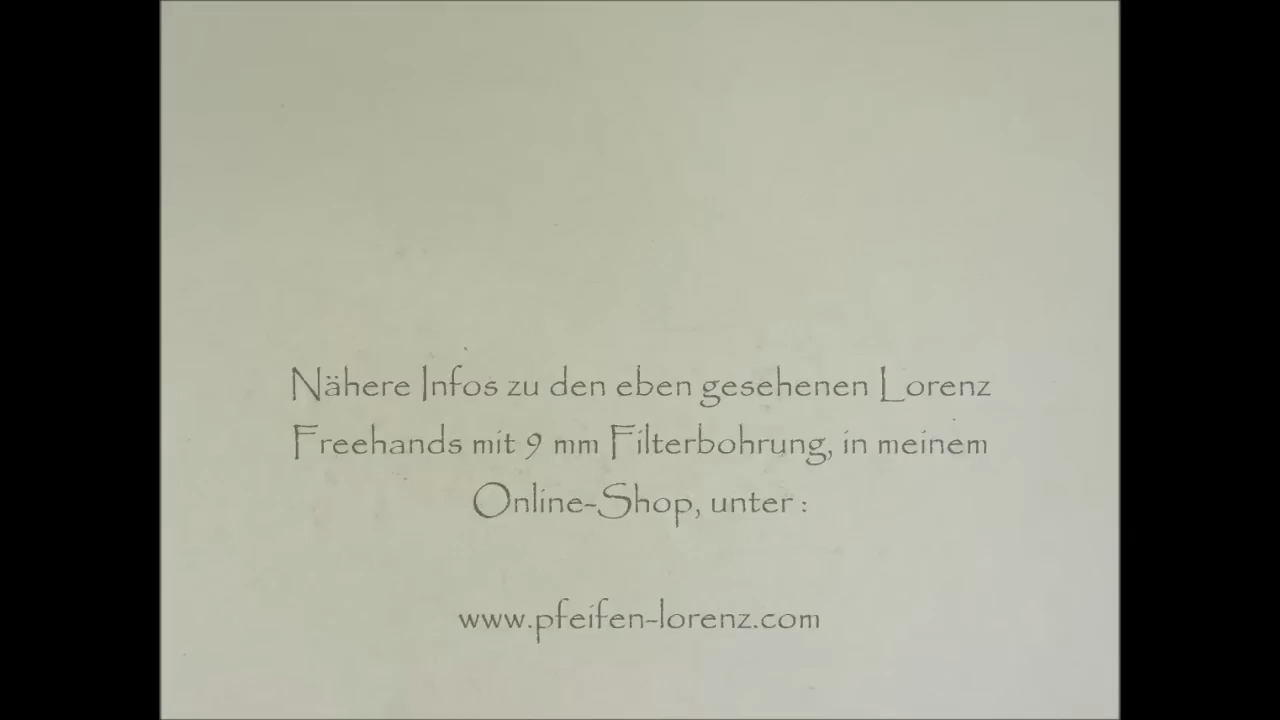 Nähere Infos zu den eben gesehenen Lorenz
Freehands mit 9 mm Filterbohrung, in meinem
Online-Shop, unter :
www.pfeifen-lorenz.com